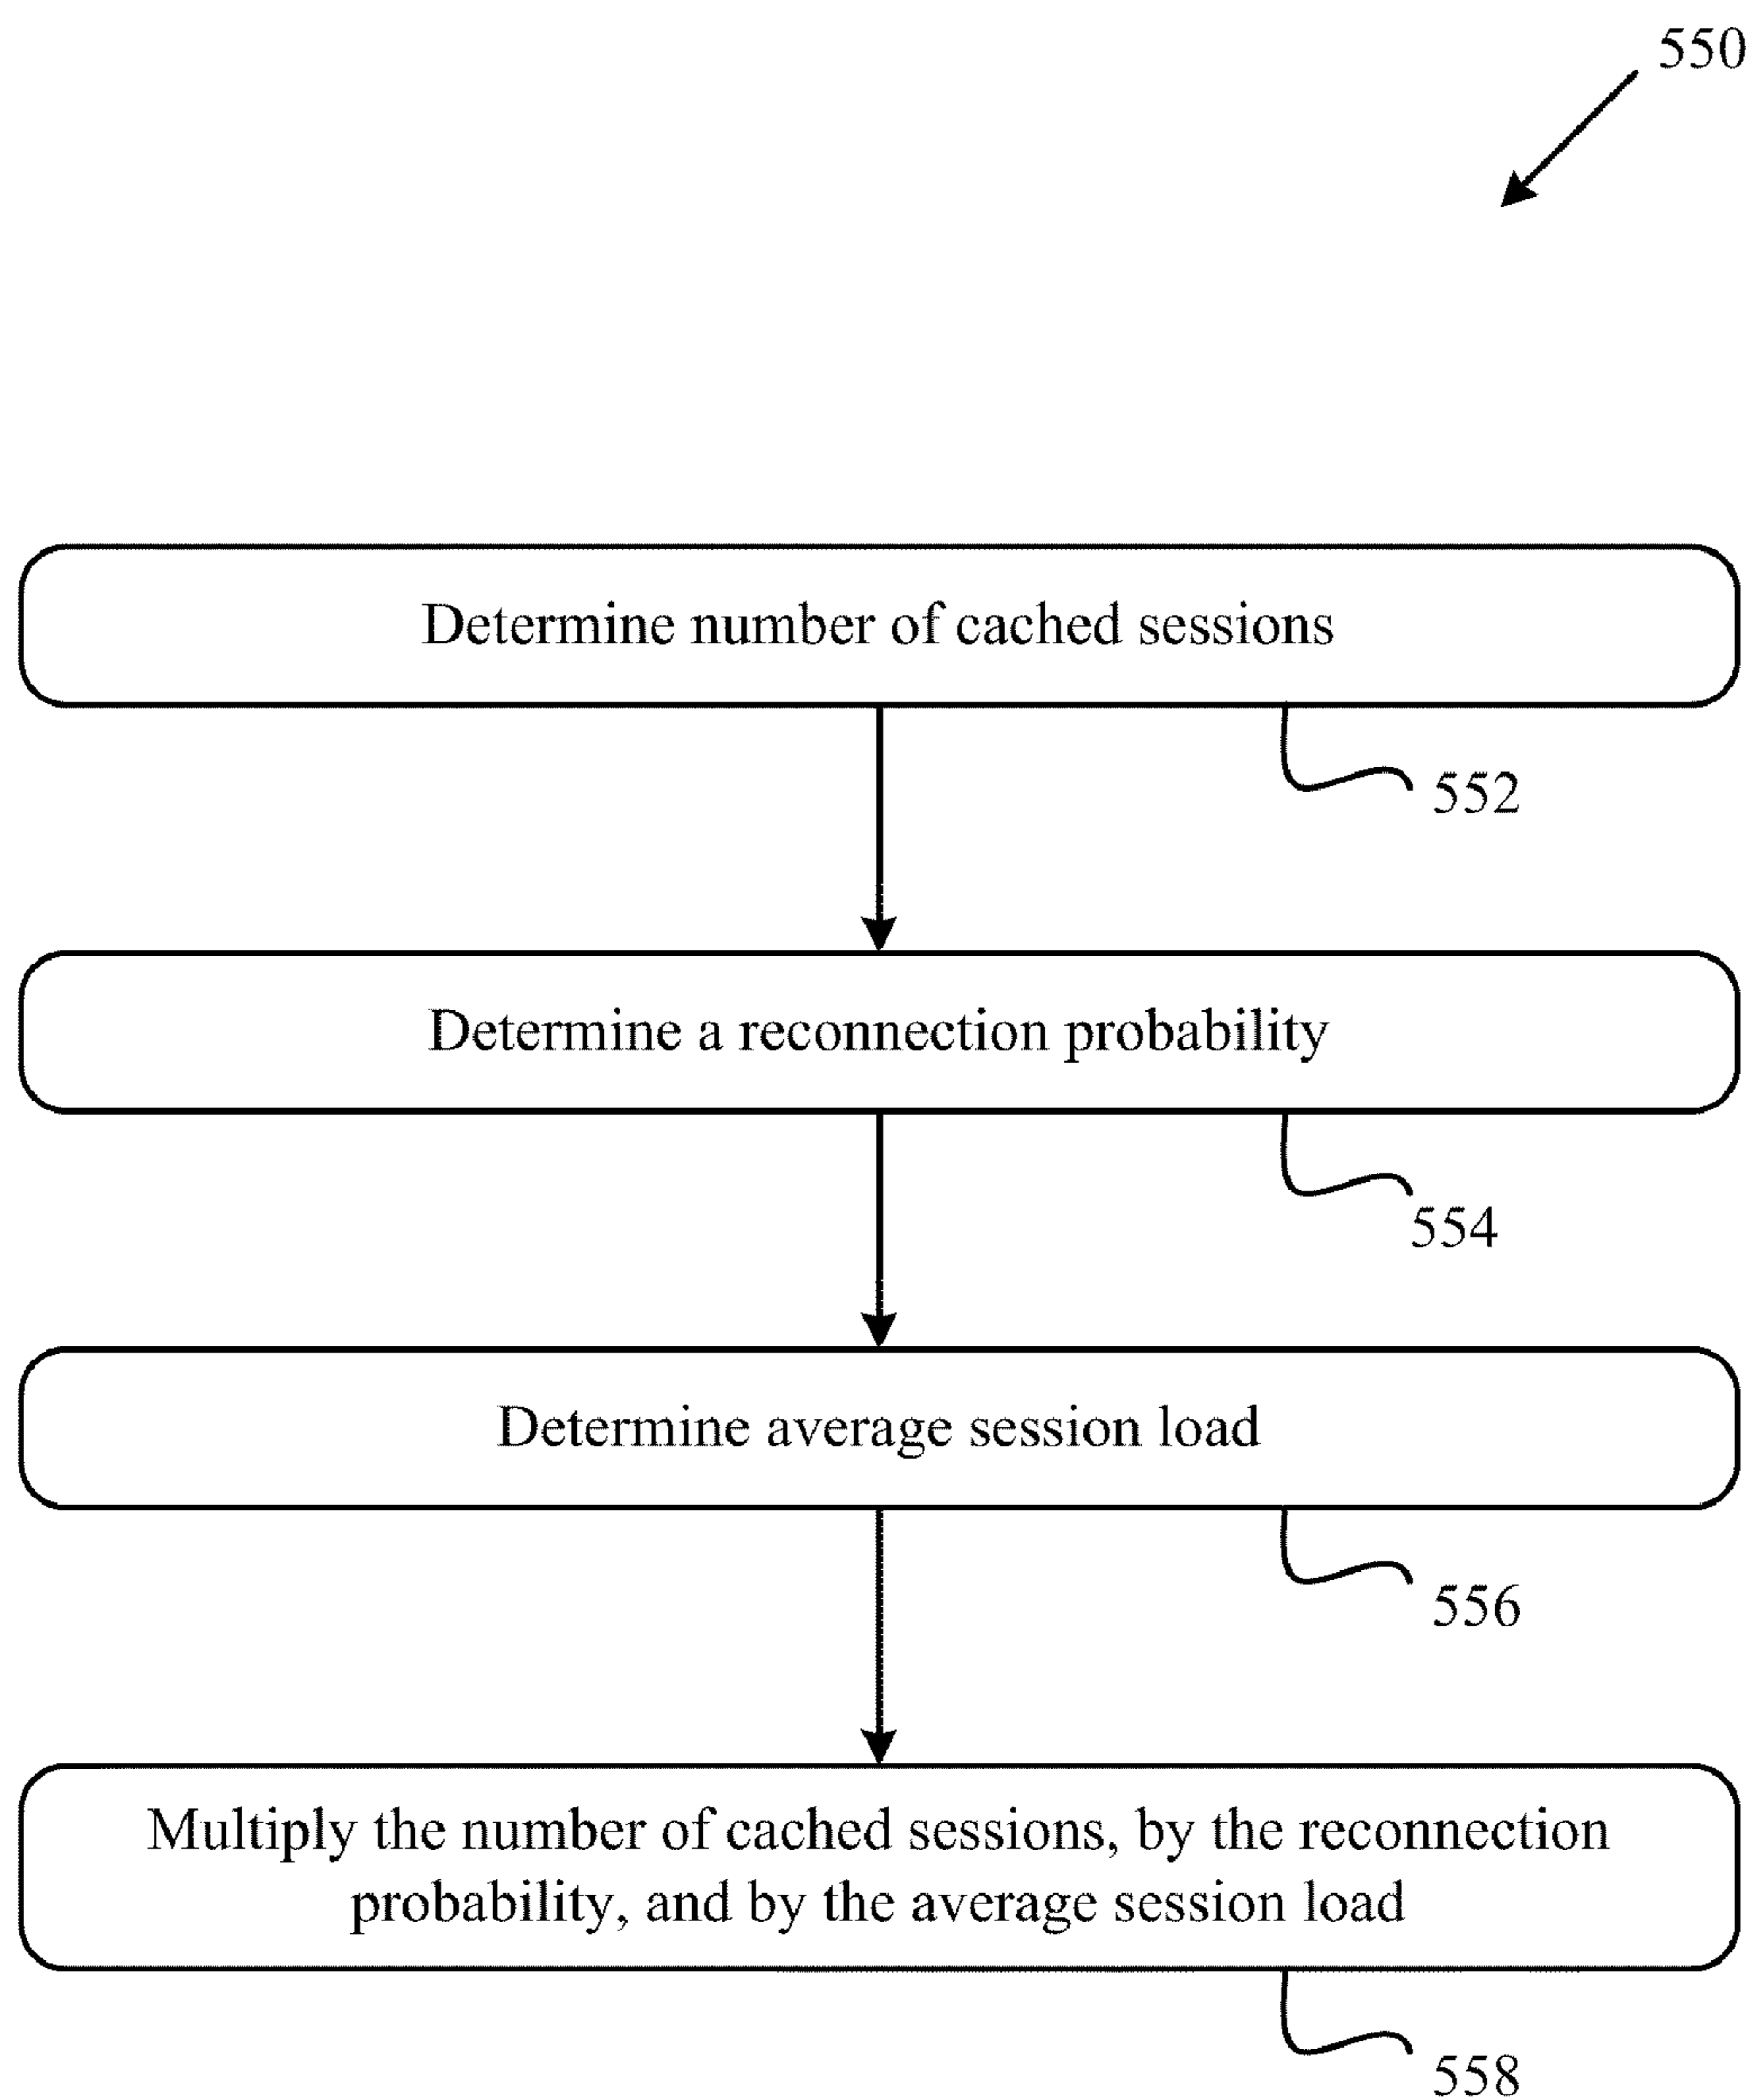 550
Determine number of cached sessions
552
Determine a reconnection probability
554
Determine average session load
556
Multiply the number of cached sessions, by the reconnection
probability, and by the average session load
558